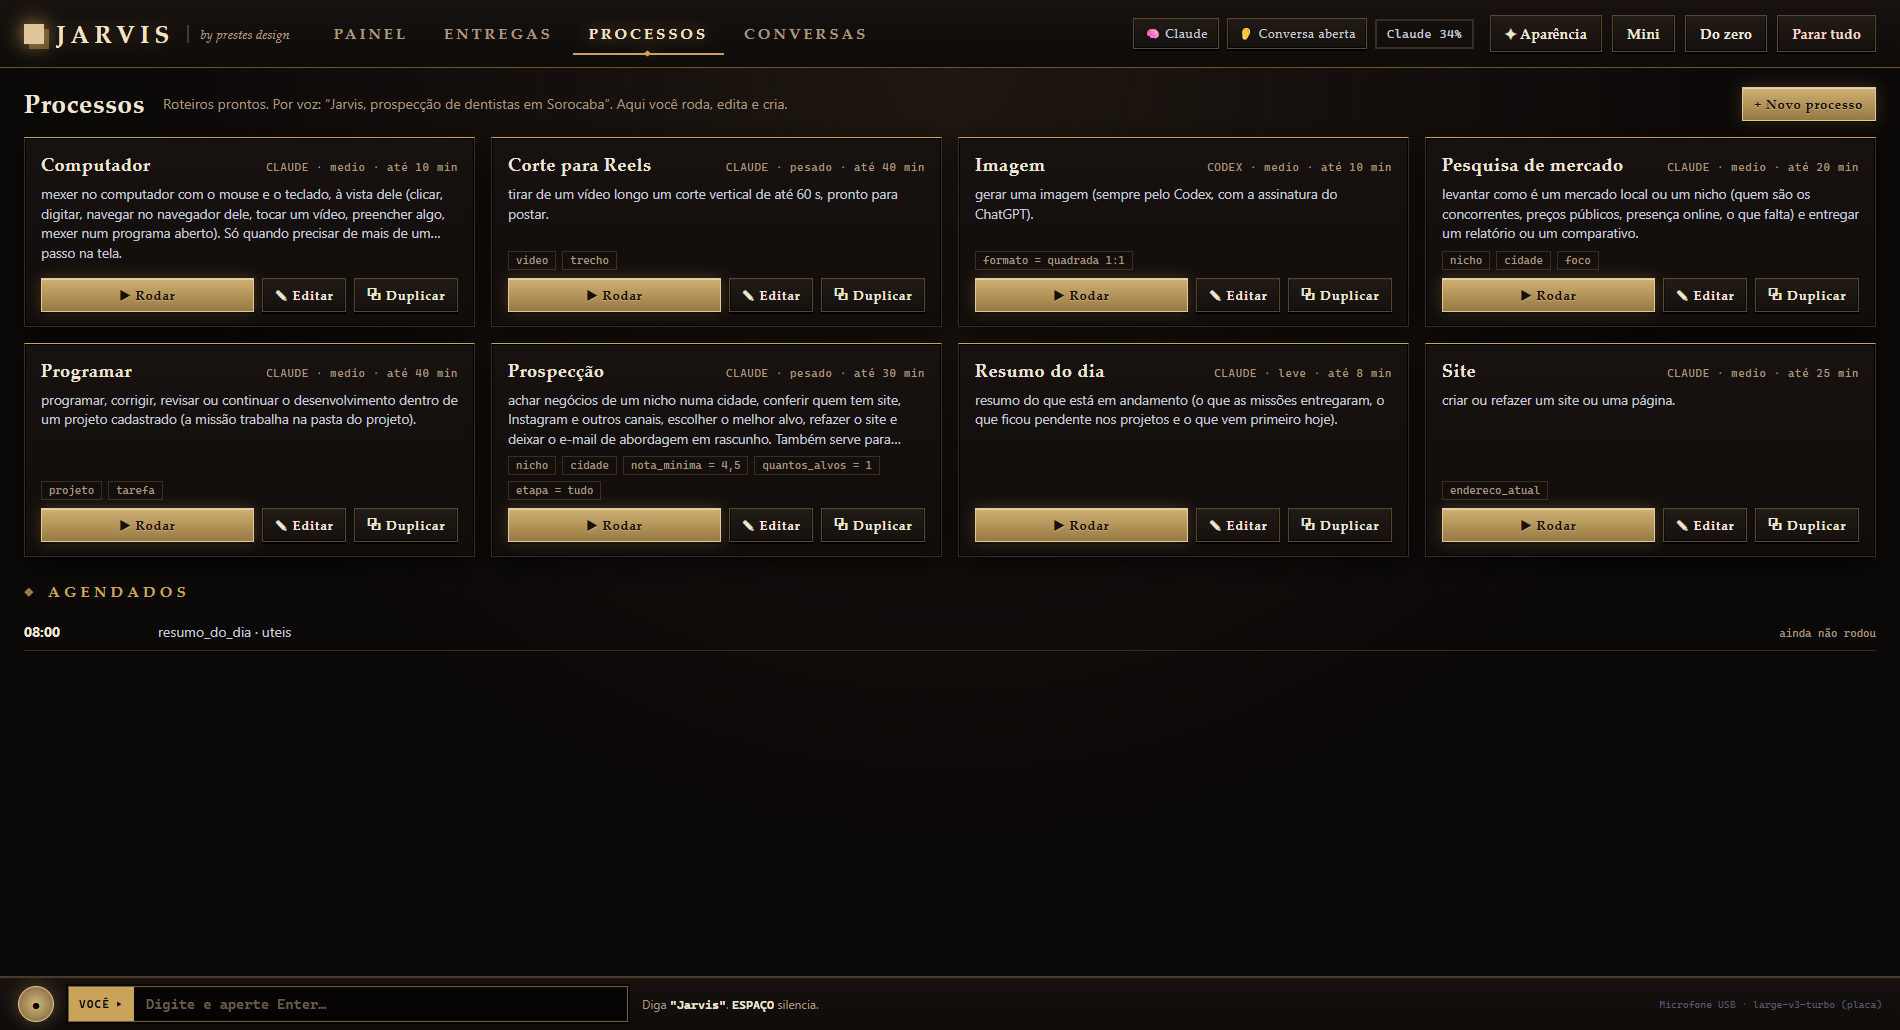 JARVIS by prestes design PAINEL ENTREGAS PROCESSOS CONVERSAS Claude Conversa aberta Claude 34% Aparência Mini Do zero Parar tudo
Processos Roteiros prontos. Por voz: “Jarvis, prospecção de dentistas em Sorocaba”. Aqui você roda, edita e cria. + Novo processo
Computador CLAUDE · medio · até 10 min
mexer no computador com o mouse e o teclado, à vista dele (clicar,
digitar, navegar no navegador dele, tocar um vídeo, preencher algo,
mexer num programa aberto). Só quando precisar de mais de um...
passo na tela.
Rodar Editar Duplicar
Corte para Reels CLAUDE · pesado · até 40 min
tirar de um vídeo longo um corte vertical de até 60 s, pronto para
postar.
video trecho
Rodar Editar Duplicar
Imagem CODEX · medio · até 10 min
gerar uma imagem (sempre pelo Codex, com a assinatura do
ChatGPT).
formato = quadrada 1:1
Rodar Editar Duplicar
Pesquisa de mercado CLAUDE · medio · até 20 min
levantar como é um mercado local ou um nicho (quem são os
concorrentes, preços públicos, presença online, o que falta) e entregar
um relatório ou um comparativo.
nicho cidade foco
Rodar Editar Duplicar
Programar CLAUDE · medio · até 40 min
programar, corrigir, revisar ou continuar o desenvolvimento dentro de
um projeto cadastrado (a missão trabalha na pasta do projeto).
projeto tarefa
Rodar Editar Duplicar
Prospecção CLAUDE · pesado · até 30 min
achar negócios de um nicho numa cidade, conferir quem tem site,
Instagram e outros canais, escolher o melhor alvo, refazer o site e
deixar o e-mail de abordagem em rascunho. Também serve para...
nicho cidade nota_minima = 4,5 quantos_alvos = 1
etapa = tudo
Rodar Editar Duplicar
Resumo do dia CLAUDE · leve · até 8 min
resumo do que está em andamento (o que as missões entregaram, o
que ficou pendente nos projetos e o que vem primeiro hoje).
Rodar Editar Duplicar
Site CLAUDE · medio · até 25 min
criar ou refazer um site ou uma página.
endereco_atual
Rodar Editar Duplicar
AGENDADOS
08:00 resumo_do_dia · uteis ainda não rodou
VOCÊ Digite e aperte Enter… Diga "Jarvis". ESPAÇO silencia. Microfone USB · large-v3-turbo (placa)